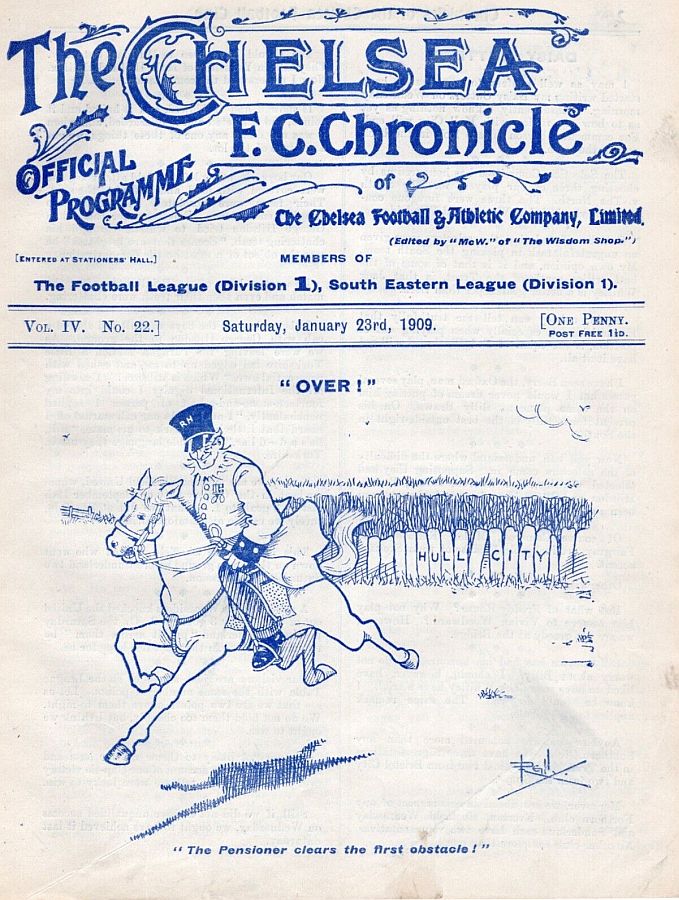 The CHELSEA
F.C. Chronicle
OFFICIAL
PROGRAMME
of
The Chelsea Football & Athletic Company, Limited.
(Edited by "McW." of "The Wisdom Shop.")
[ENTERED AT STATIONERS' HALL.]
MEMBERS OF
The Football League (Division 1), South Eastern League (Division 1).
VOL. IV. No. 22.]
Saturday, January 23rd, 1909.
[ONE PENNY.
POST FREE 1½D.
"OVER!"
RH
HULL CITY
"The Pensioner clears the first obstacle!"